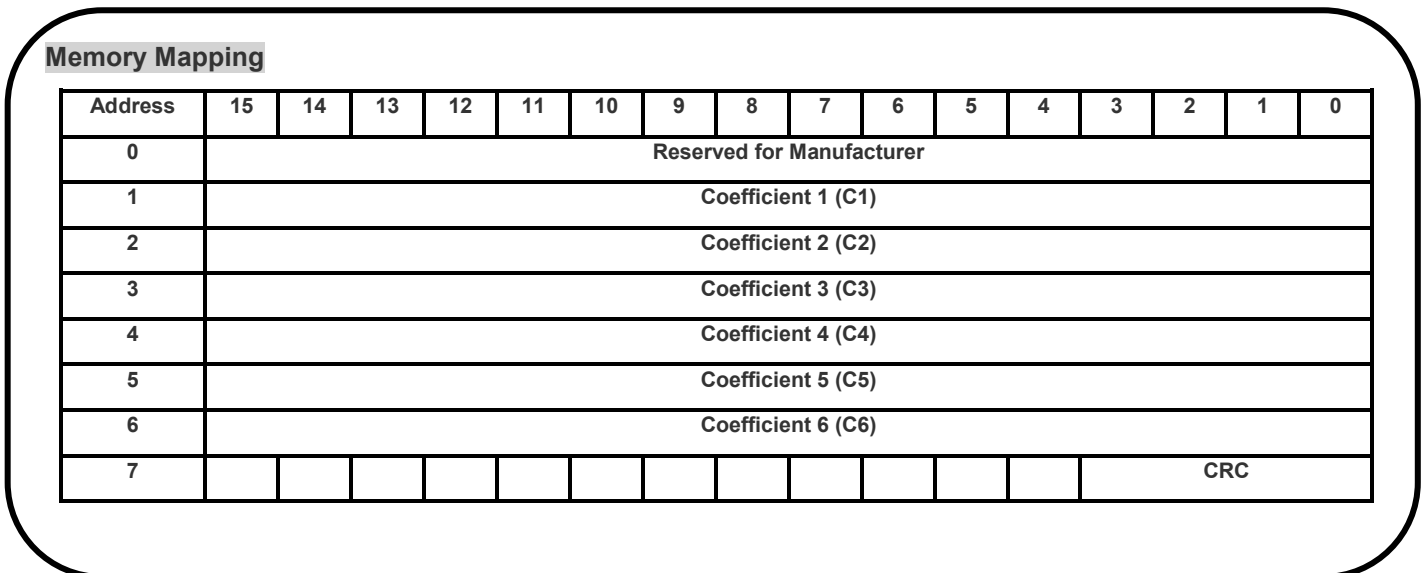 Memory Mapping
Address 15 14 13 12 11 10 9 8 7 6 5 4 3 2 1 0
0 Reserved for Manufacturer
1 Coefficient 1 (C1)
2 Coefficient 2 (C2)
3 Coefficient 3 (C3)
4 Coefficient 4 (C4)
5 Coefficient 5 (C5)
6 Coefficient 6 (C6)
7 CRC